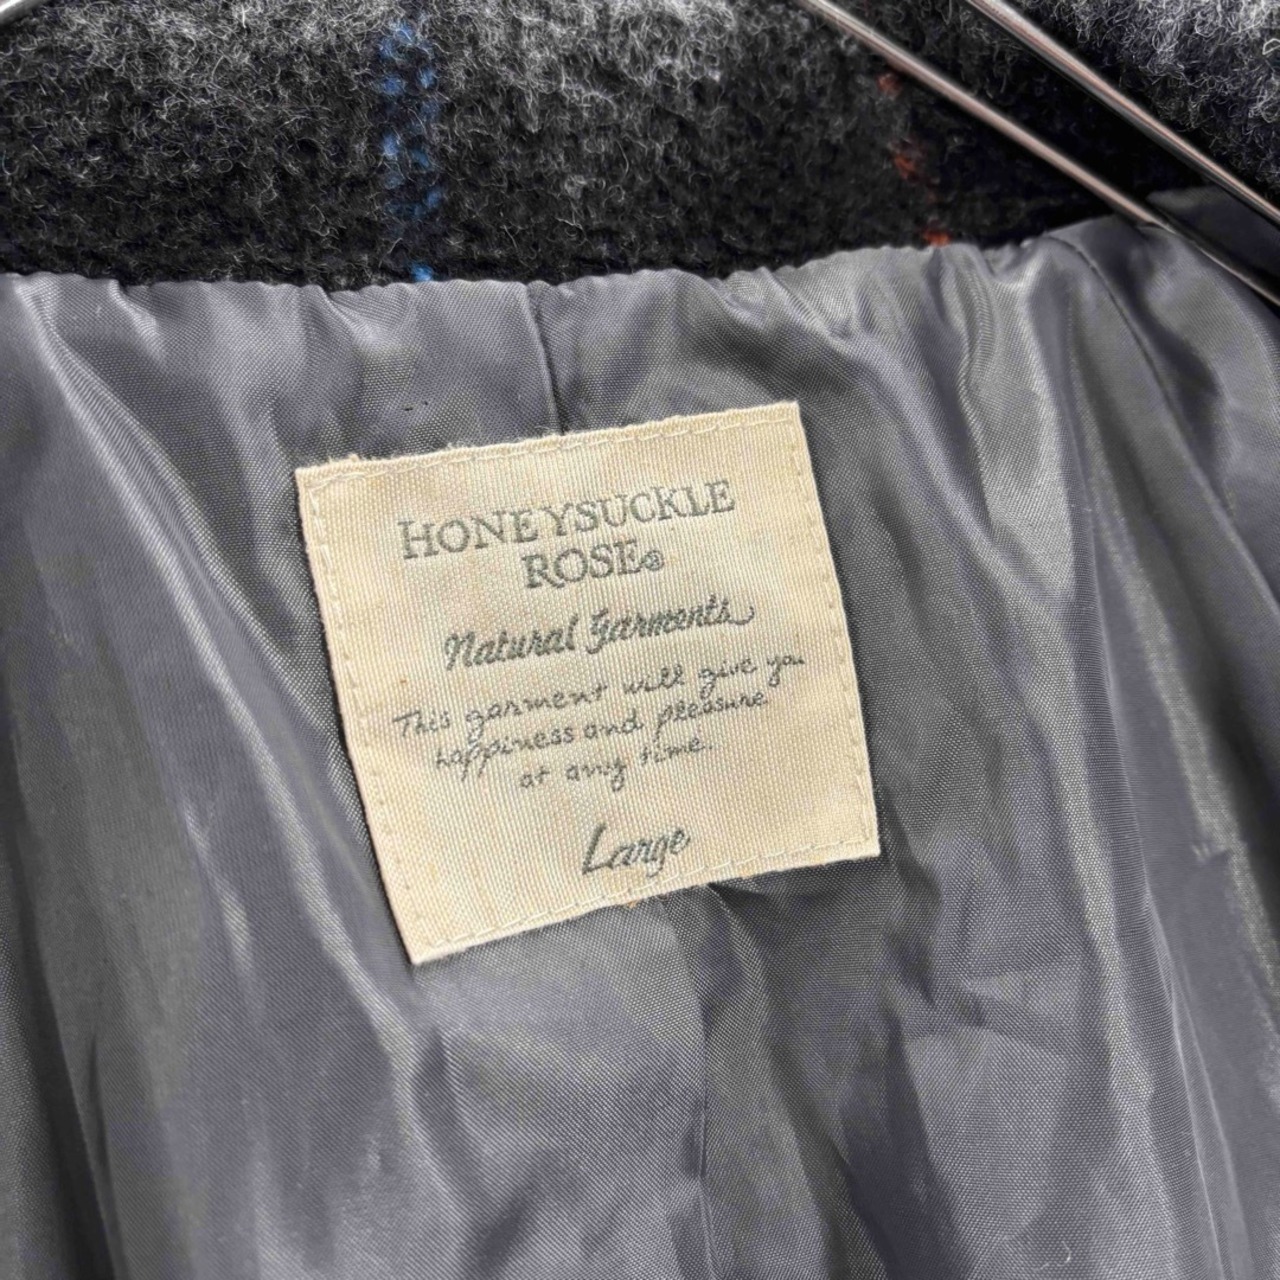 HONEYSUCKLE
ROSE®
Natural Garments
This garment will give you
happiness and pleasure
at any time.
Large